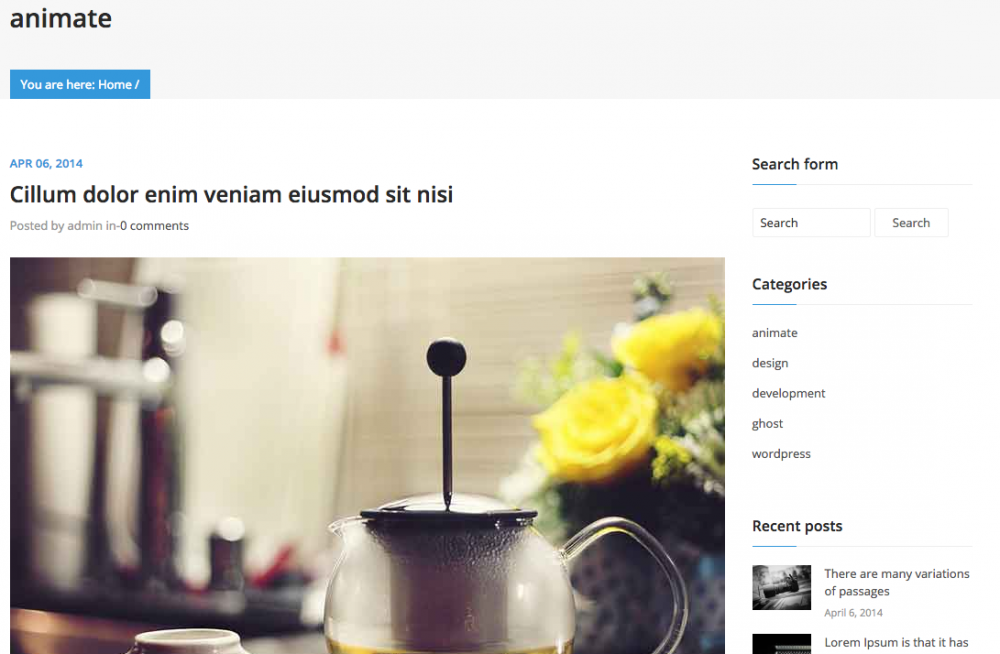 animate
You are here: Home /
APR 06, 2014
Cillum dolor enim veniam eiusmod sit nisi
Posted by admin in-0 comments
Search form
Search
Search
Categories
animate
design
development
ghost
wordpress
Recent posts
There are many variations
of passages
April 6, 2014
Lorem Ipsum is that it has